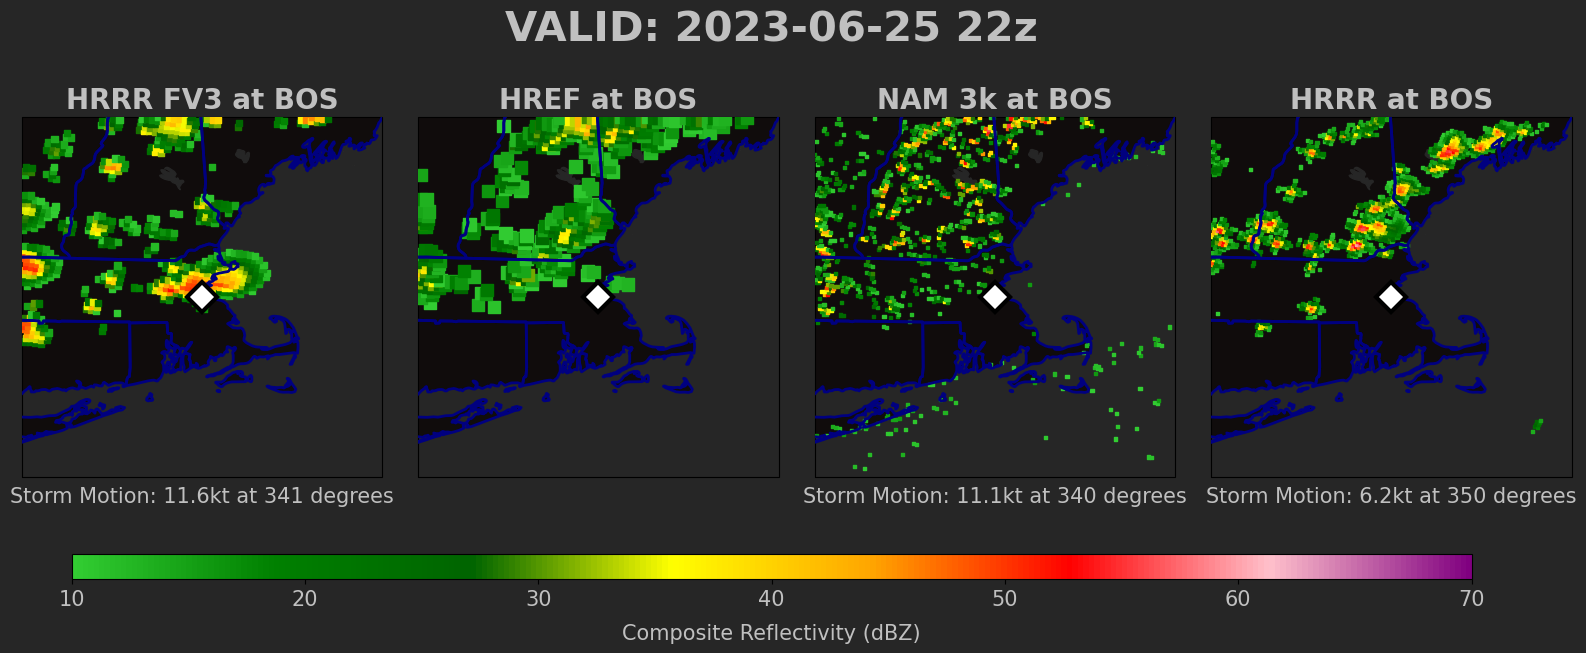 VALID: 2023-06-25 22z
HRRR FV3 at BOS
HREF at BOS
NAM 3k at BOS
HRRR at BOS
Storm Motion: 11.6kt at 341 degrees
Storm Motion: 11.1kt at 340 degrees
Storm Motion: 6.2kt at 350 degrees
10 20 30 40 50 60 70
Composite Reflectivity (dBZ)